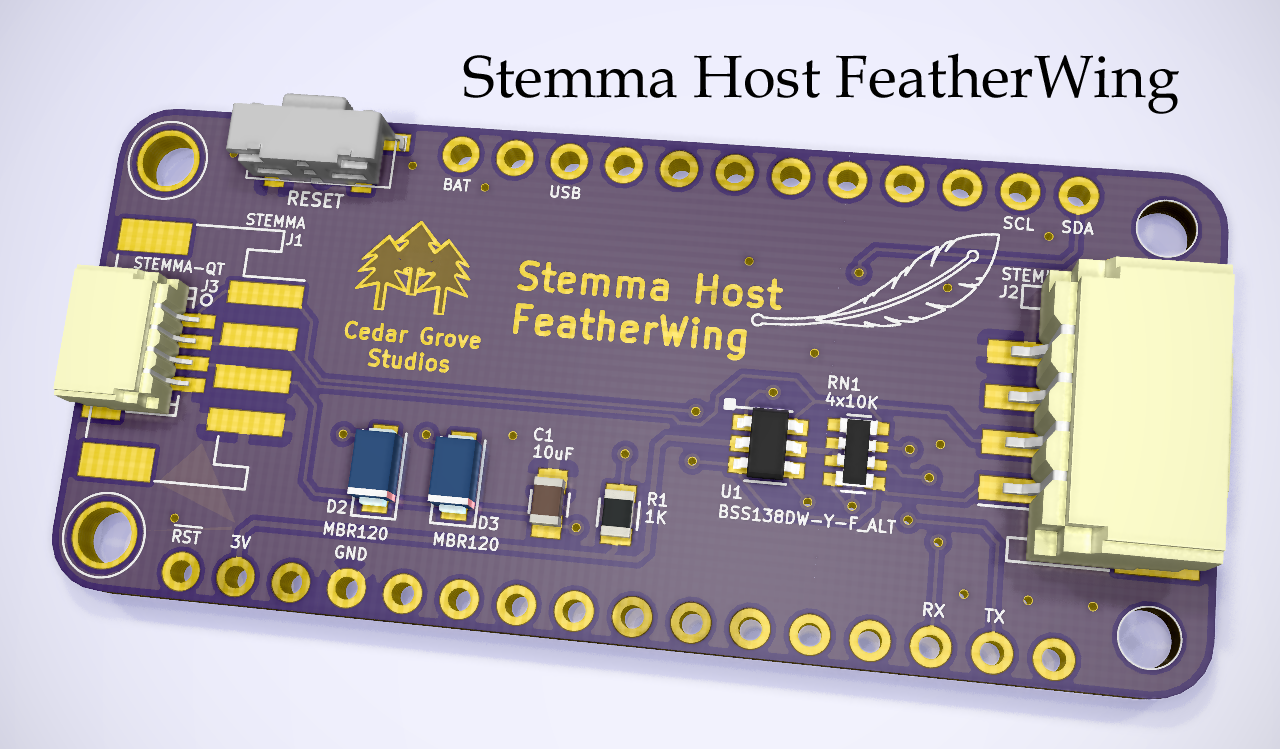 Stemma Host FeatherWing
RESET
BAT
USB
SCL
SDA
STEMMA
J1
STEMMA-QT
J3
Cedar Grove
Studios
Stemma Host
FeatherWing
J2
RN1
4x10K
C1
10uF
R1
1K
U1
BSS138DW-Y-F_ALT
D2
MBR120
D3
MBR120
GND
RST
3V
RX
TX